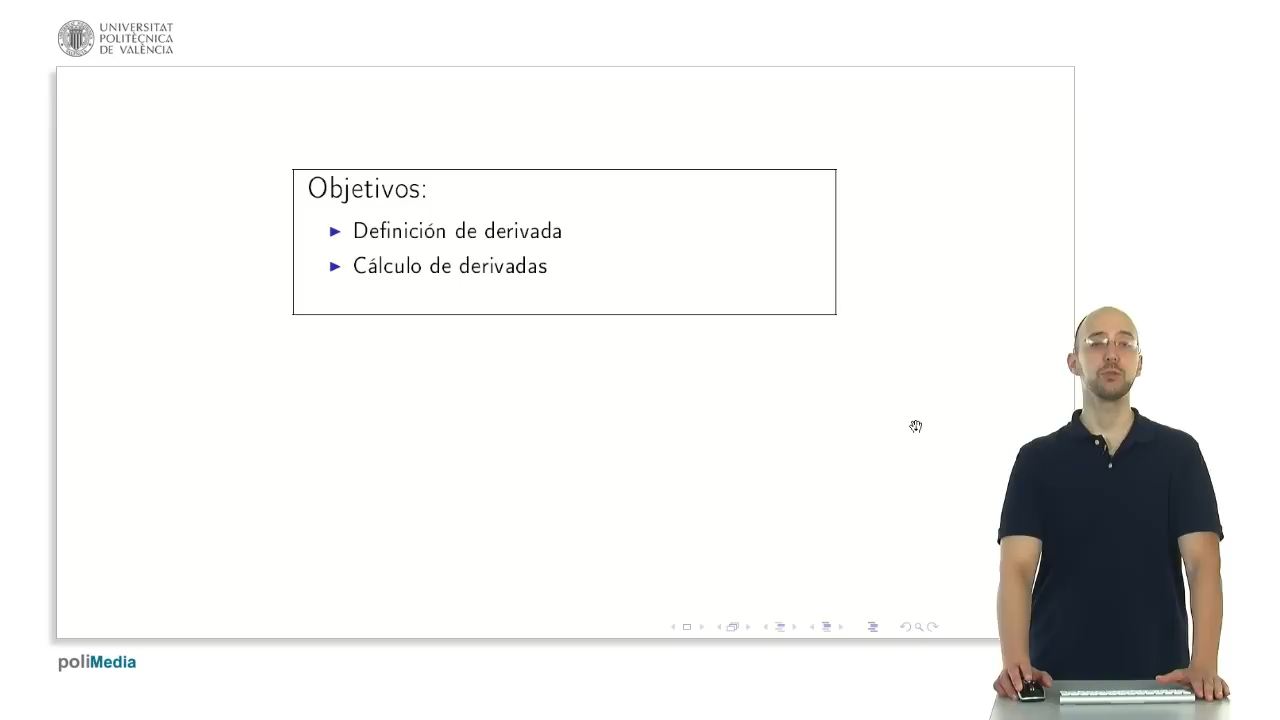 UNIVERSITAT
POLITÈCNICA
DE VALÈNCIA
Objetivos:
Definición de derivada
Cálculo de derivadas
poliMedia